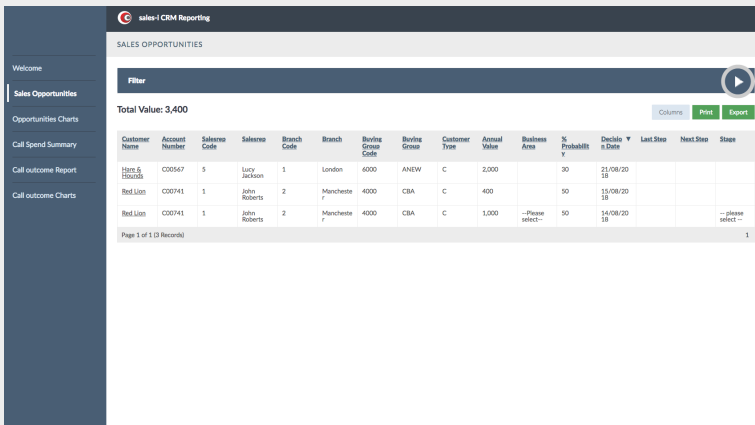 sales-i CRM Reporting
SALES OPPORTUNITIES
Welcome
Sales Opportunities
Opportunities Charts
Call Spend Summary
Call outcome Report
Call outcome Charts
Filter
Total Value: 3,400
Columns Print Export
Customer Name Account Number Salesrep Code Salesrep Branch Code Branch Buying Group Code Buying Group Customer Type Annual Value Business Area % Probability Decision Date ▼ Last Step Next Step Stage
Hare & Hounds C00567 5 Lucy Jackson 1 London 6000 ANEW C 2,000 30 21/08/2018
Red Lion C00741 1 John Roberts 2 Manchester 4000 CBA C 400 50 15/08/2018
Red Lion C00741 1 John Roberts 2 Manchester 4000 CBA C 1,000 --Please select-- 50 14/08/2018 -- please select --
Page 1 of 1 (3 Records) 1